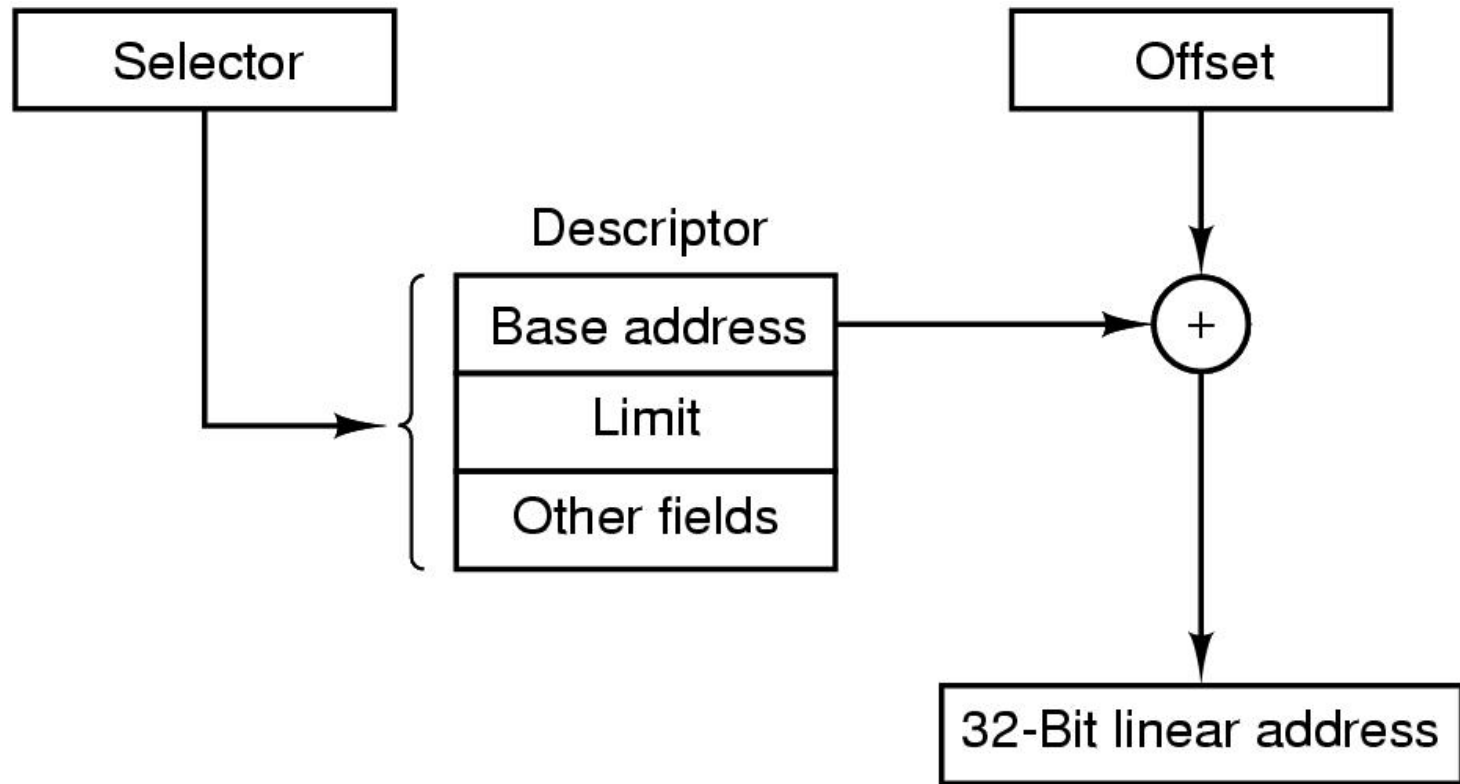 Selector
Offset
Descriptor
Base address
+
Limit
Other fields
32-Bit linear address